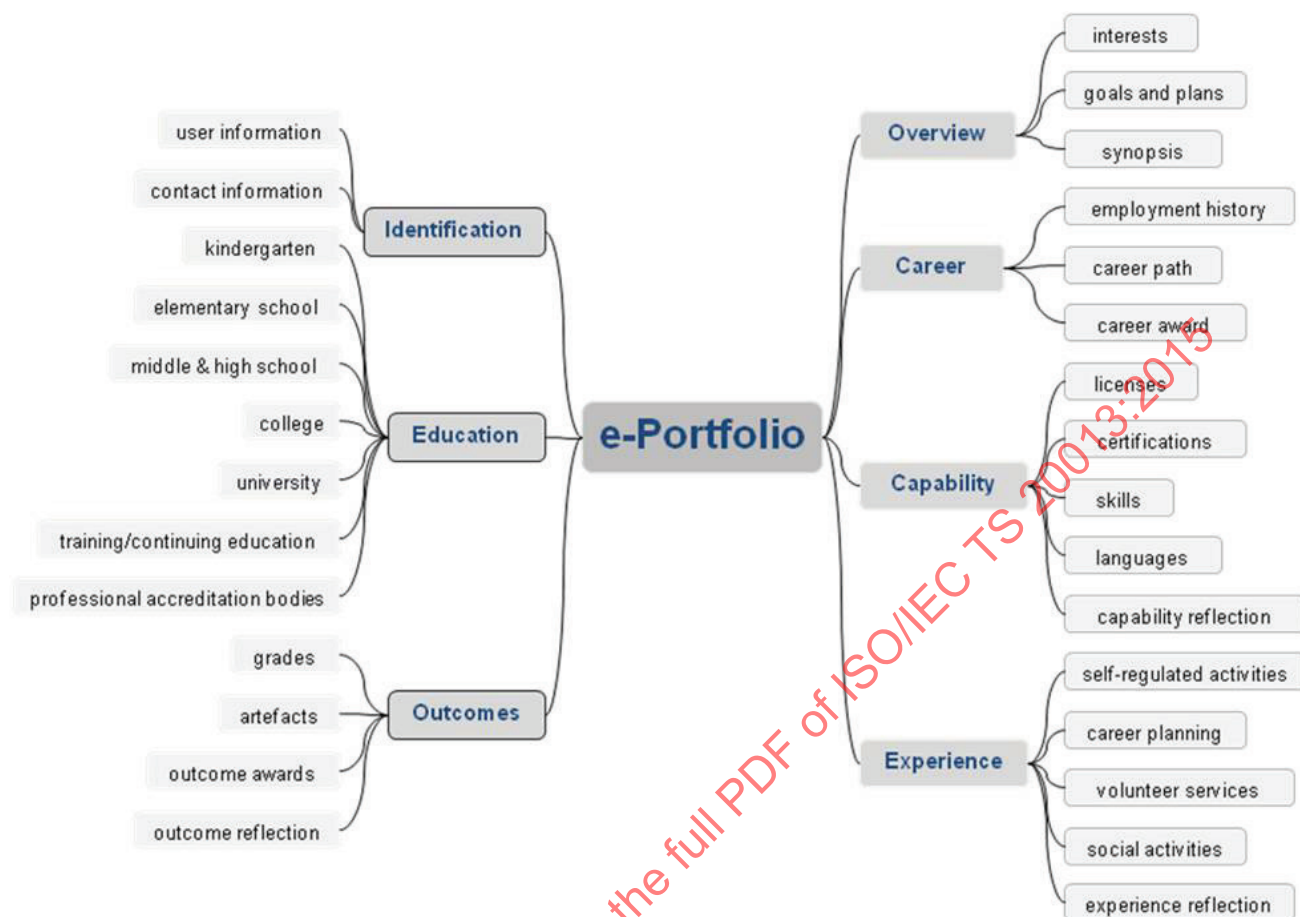 e-Portfolio
Identification
user information
contact information
Education
kindergarten
elementary school
middle & high school
college
university
training/continuing education
professional accreditation bodies
Outcomes
grades
artefacts
outcome awards
outcome reflection
Overview
interests
goals and plans
synopsis
Career
employment history
career path
career award
Capability
licenses
certifications
skills
languages
capability reflection
Experience
self-regulated activities
career planning
volunteer services
social activities
experience reflection
the full PDF of ISO/IEC TS 20013:2015